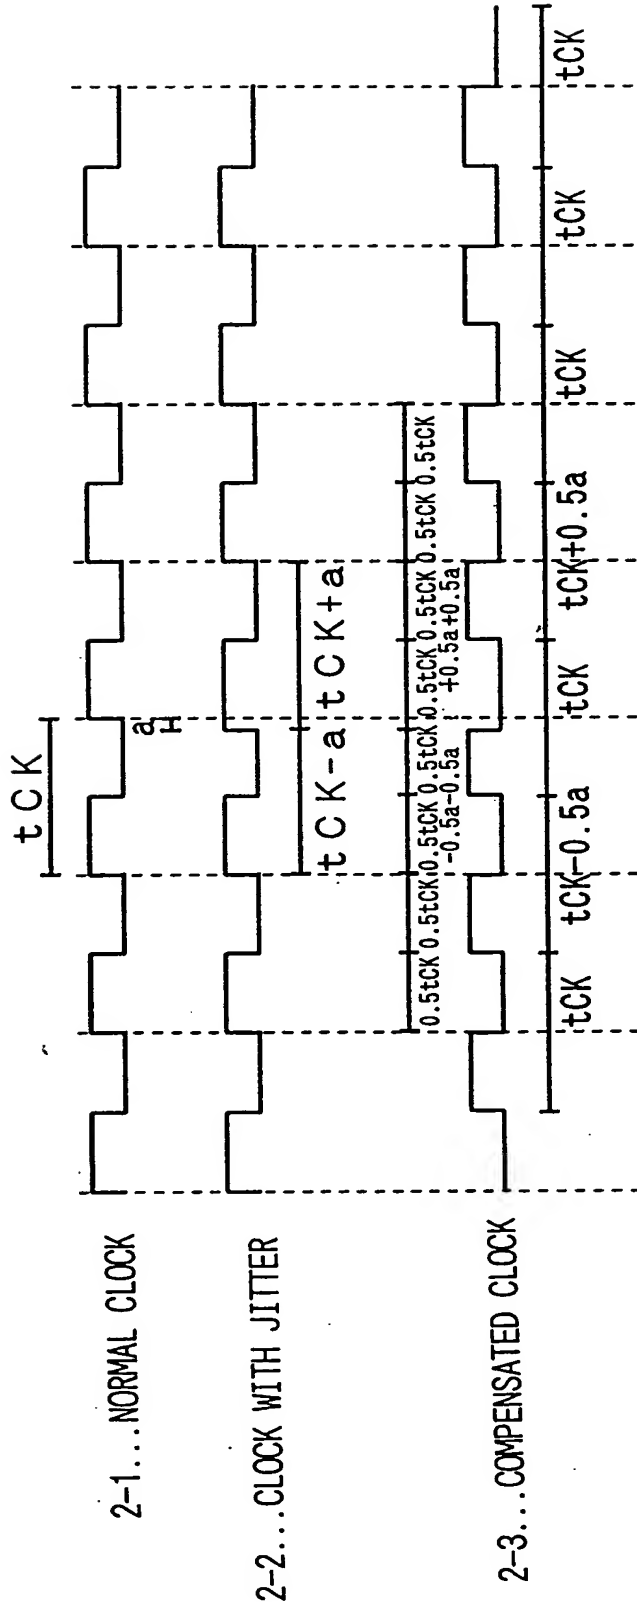 tCK
2-1...NORMAL CLOCK
a
2-2...CLOCK WITH JITTER
tCK-a tCK+a
0.5tCK 0.5tCK 0.5tCK 0.5tCK 0.5tCK 0.5tCK 0.5tCK 0.5tCK
-0.5a -0.5a +0.5a +0.5a
2-3...COMPENSATED CLOCK
tCK tCK-0.5a tCK tCK+0.5a tCK tCK tCK